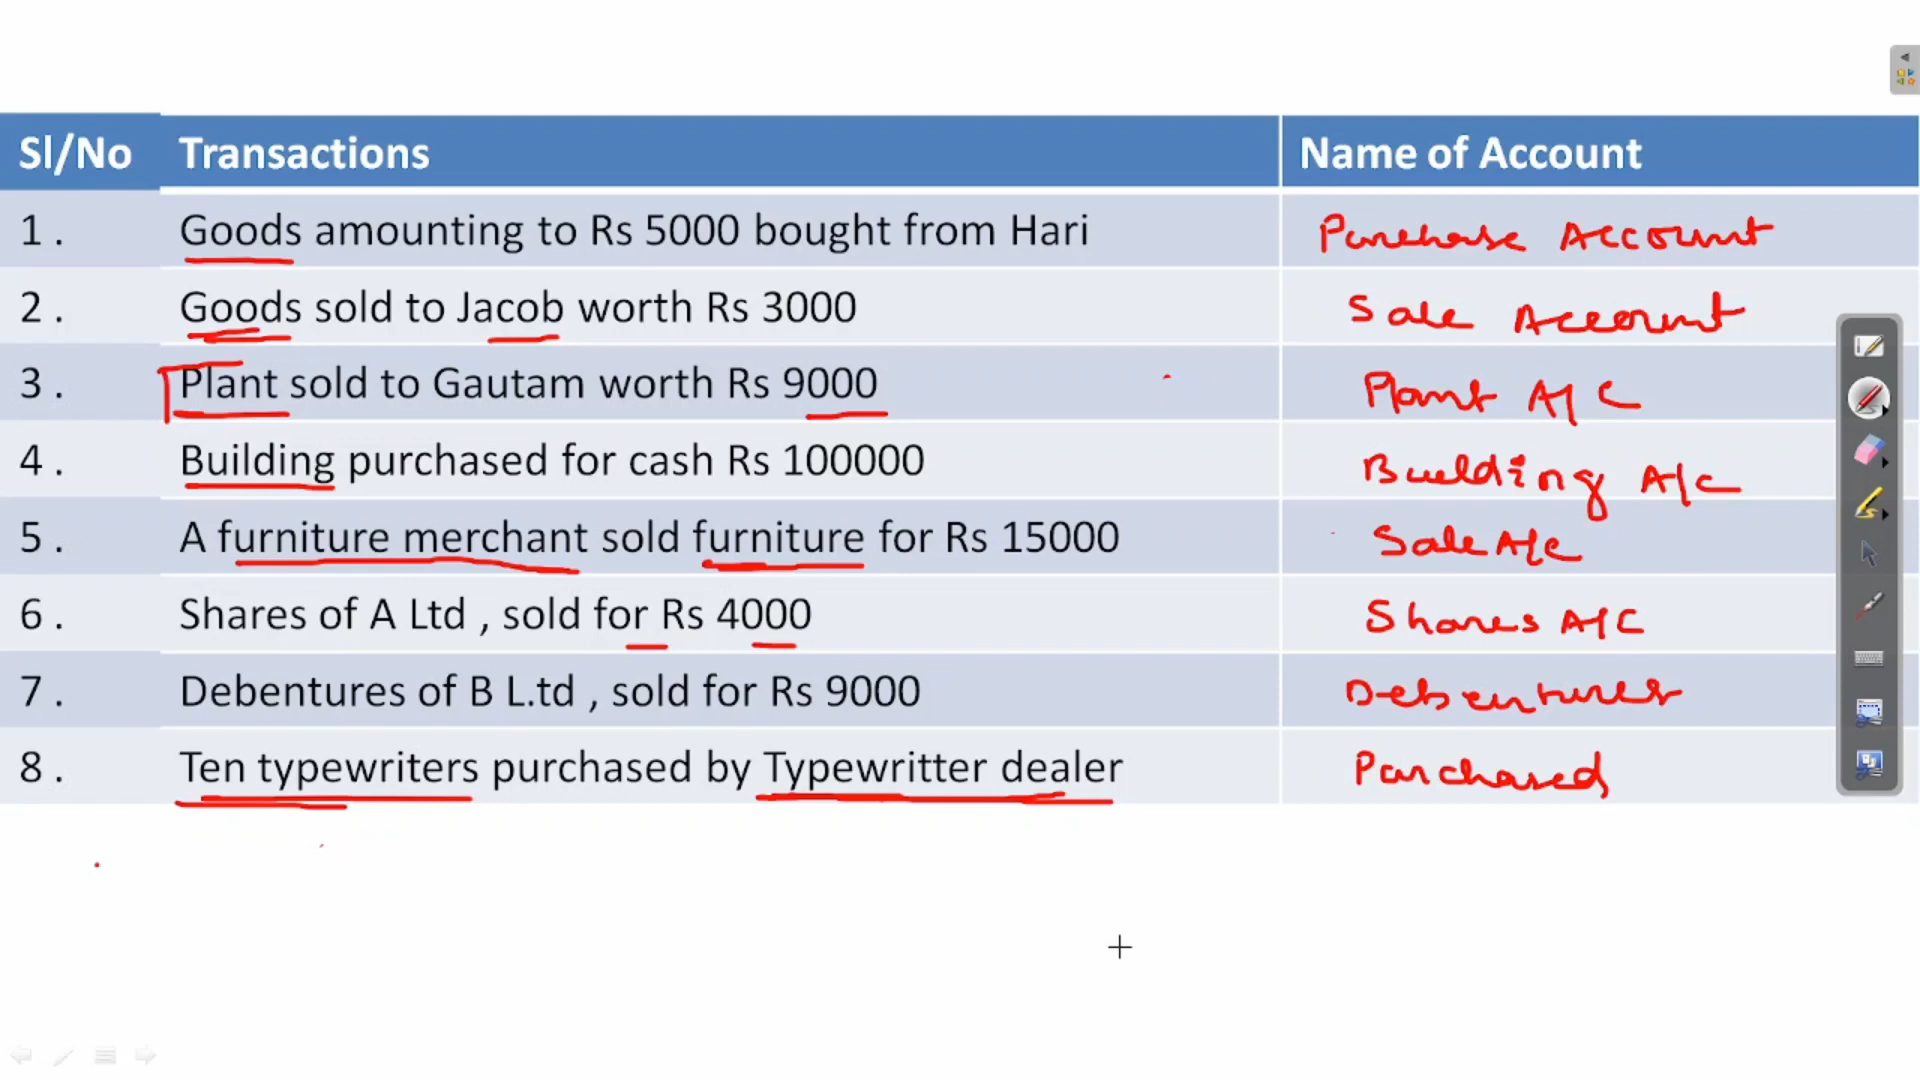 Sl/No Transactions Name of Account
1 . Goods amounting to Rs 5000 bought from Hari Purchase Account
2 . Goods sold to Jacob worth Rs 3000 Sale Account
3 . Plant sold to Gautam worth Rs 9000 Plant A/C
4 . Building purchased for cash Rs 100000 Building A/C
5 . A furniture merchant sold furniture for Rs 15000 Sale A/C
6 . Shares of A Ltd , sold for Rs 4000 Shares A/C
7 . Debentures of B L.td , sold for Rs 9000 Debentures
8 . Ten typewriters purchased by Typewritter dealer Purchased